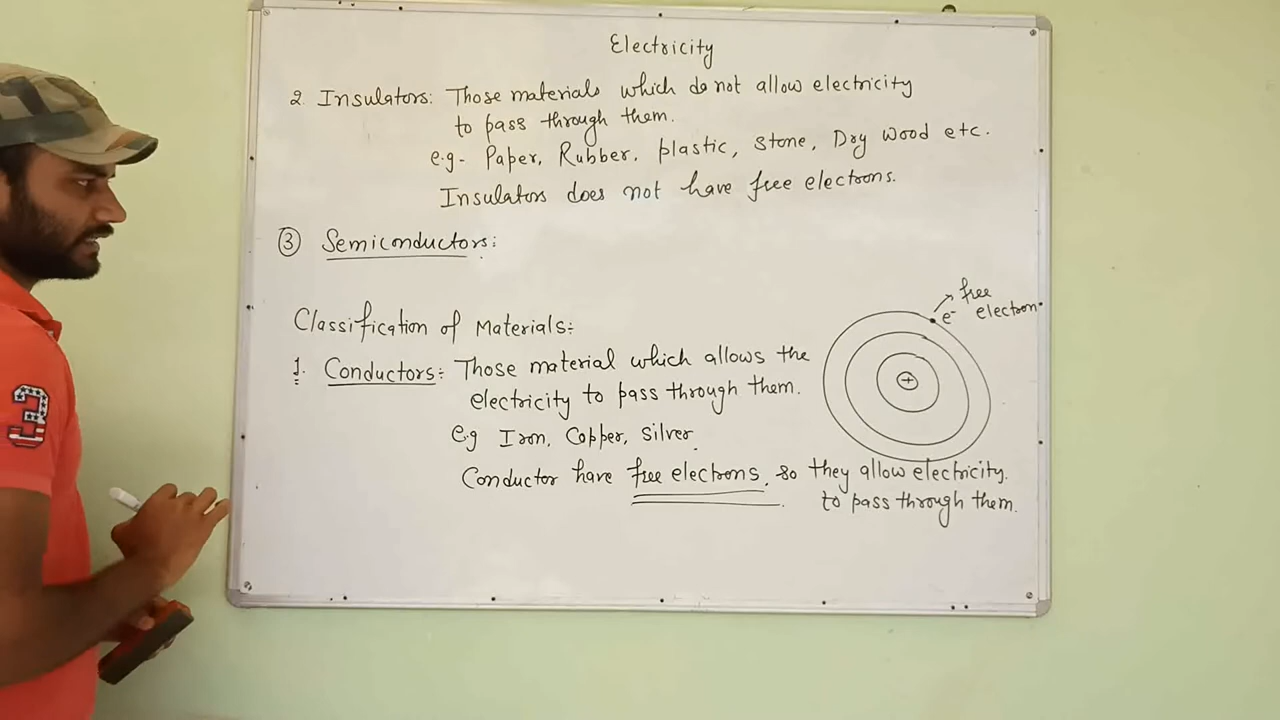 Electricity
2. Insulators: Those materials which do not allow electricity
to pass through them.
e.g- Paper, Rubber, plastic, stone, Dry wood etc.
Insulators does not have free electrons.
③ Semiconductors:
Classification of Materials:-
1. Conductors:- Those material which allows the
electricity to pass through them.
e.g Iron, Copper, Silver
Conductor have free electrons, so they allow electricity.
to pass through them.
free
e- electron
+
3